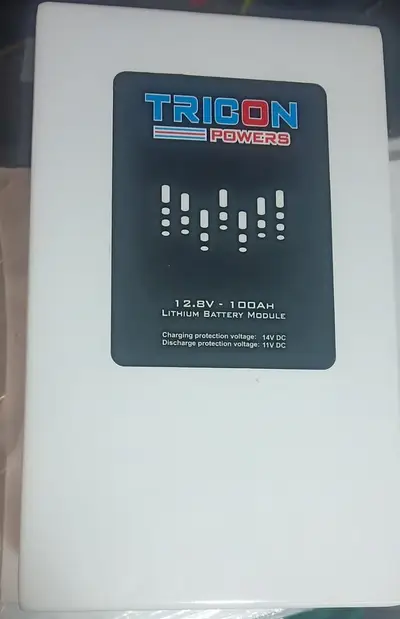 TRICON
POWERS
12.8V - 100AH
LITHIUM BATTERY MODULE
Charging protection voltage: 14V DC
Discharge protection voltage: 11V DC